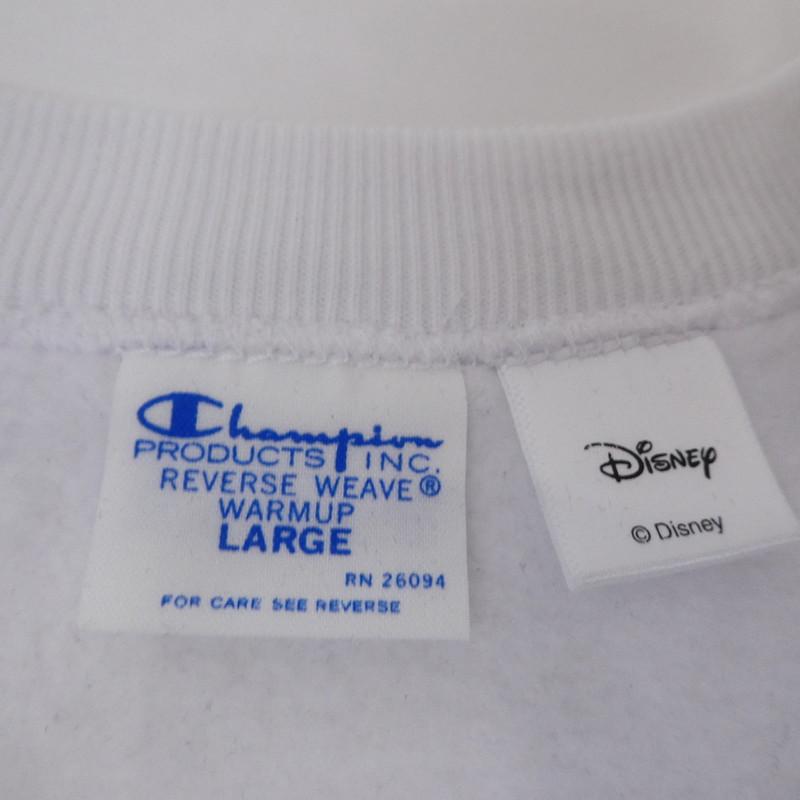 Champion
PRODUCTS INC.
REVERSE WEAVE®
WARMUP
LARGE
RN 26094
FOR CARE SEE REVERSE
Disney
© Disney